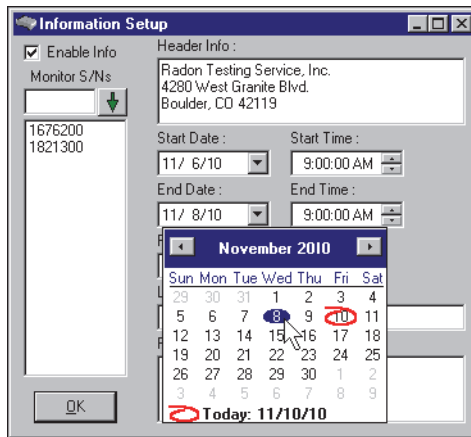 Information Setup
Enable Info
Monitor S/Ns
1676200
1821300
OK
Header Info :
Radon Testing Service, Inc.
4280 West Granite Blvd.
Boulder, CO 42119
Start Date : Start Time :
11/ 6/10 9:00:00 AM
End Date : End Time :
11/ 8/10 9:00:00 AM
November 2010
Sun Mon Tue Wed Thu Fri Sat
29 30 31 1 2 3 4
5 6 7 8 9 10 11
12 13 14 15 16 17 18
19 20 21 22 23 24 25
26 27 28 29 30 1 2
3 4 5 6 7 8 9
Today: 11/10/10